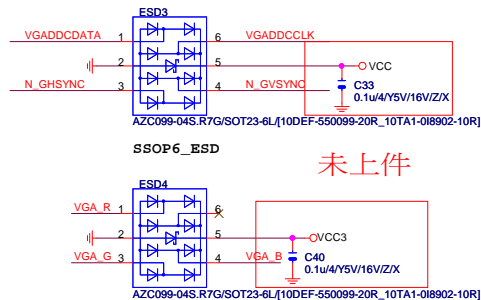 ESD3
VGADDCDATA 1 6 VGADDCCLK
2 5 VCC
N_GHSYNC 3 4 N_GVSYNC
C33
0.1u/4/Y5V/16V/Z/X
AZC099-04S.R7G/SOT23-6L/[10DEF-550099-20R_10TA1-0I8902-10R]
SSOP6_ESD
未上件
ESD4
VGA_R 1 6
2 5 VCC3
VGA_G 3 4 VGA_B
C40
0.1u/4/Y5V/16V/Z/X
AZC099-04S.R7G/SOT23-6L/[10DEF-550099-20R_10TA1-0I8902-10R]